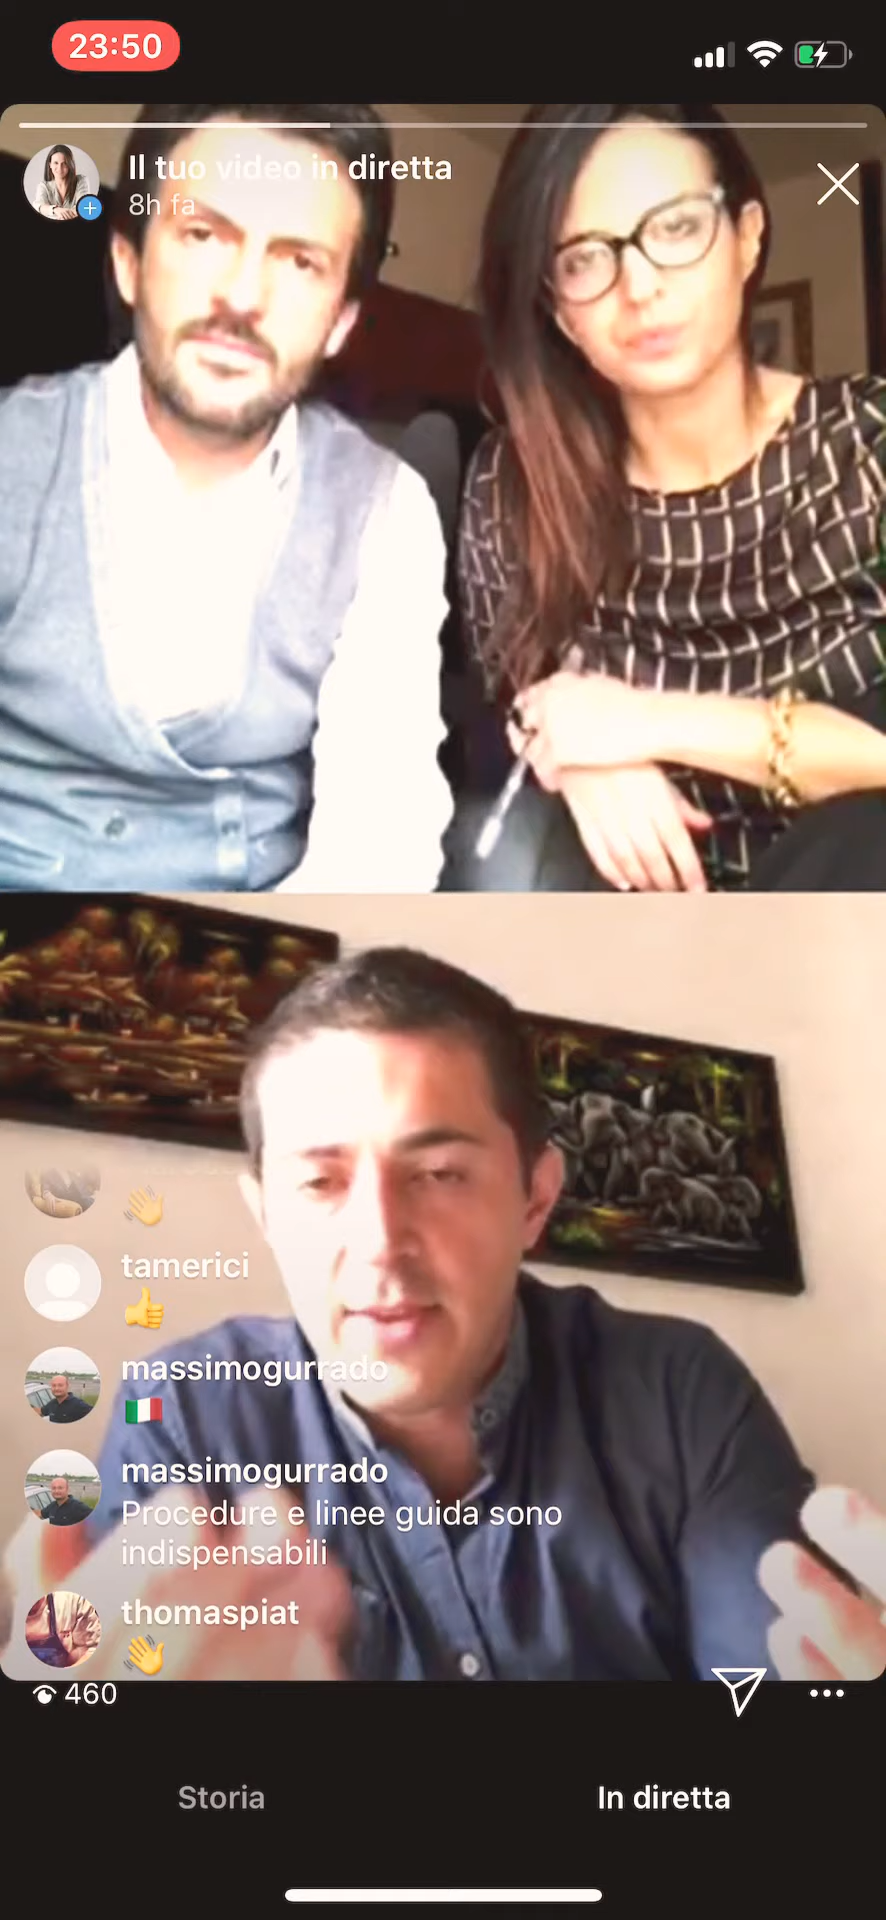 23:50
Il tuo video in diretta
8h fa
👋
tamerici
👍
massimogurrado
🇮🇹
massimogurrado
Procedure e linee guida sono
indispensabili
thomaspiat
👋
460
Storia
In diretta